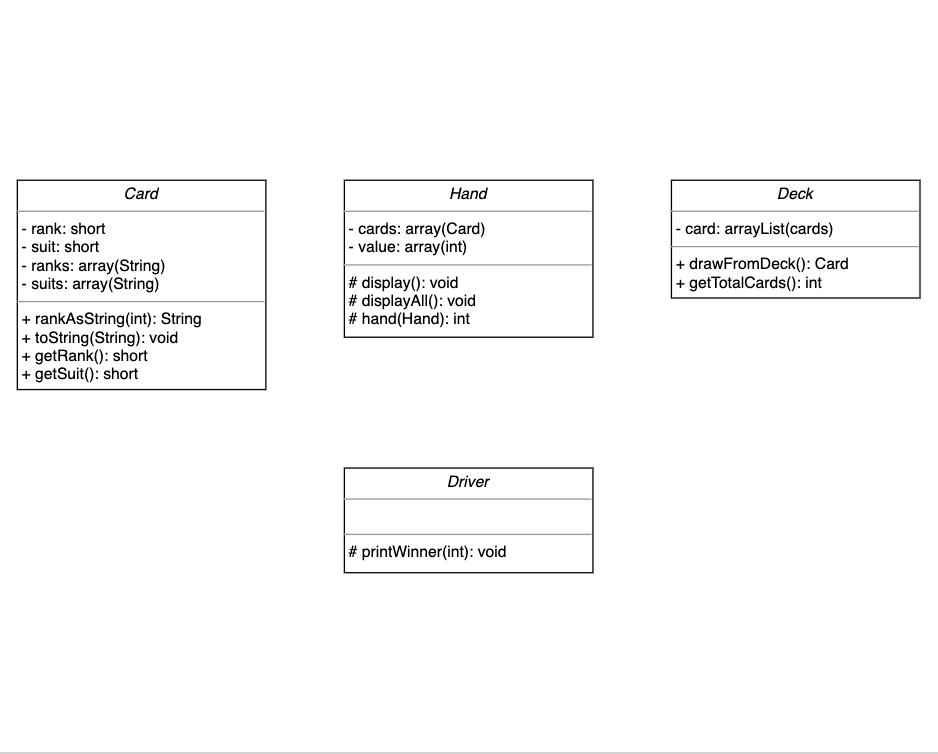 Card
- rank: short
- suit: short
- ranks: array(String)
- suits: array(String)
+ rankAsString(int): String
+ toString(String): void
+ getRank(): short
+ getSuit(): short
Hand
- cards: array(Card)
- value: array(int)
# display(): void
# displayAll(): void
# hand(Hand): int
Deck
- card: arrayList(cards)
+ drawFromDeck(): Card
+ getTotalCards(): int
Driver
# printWinner(int): void